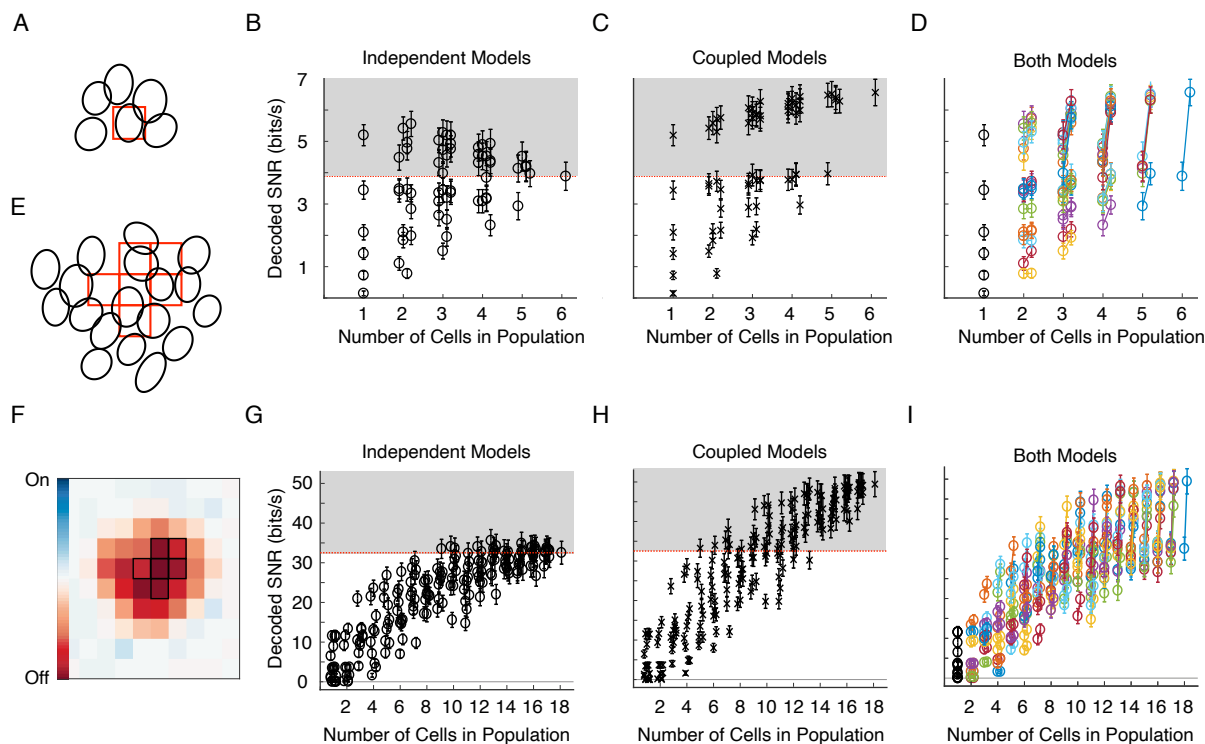 A
B
C
D
Independent Models
Coupled Models
Both Models
Decoded SNR (bits/s)
7
5
3
1
1 2 3 4 5 6
Number of Cells in Population
7
5
3
1
1 2 3 4 5 6
Number of Cells in Population
1 2 3 4 5 6
Number of Cells in Population
E
F
G
H
I
On
Off
Independent Models
Coupled Models
Both Models
Decoded SNR (bits/s)
50
40
30
20
10
0
2 4 6 8 10 12 14 16 18
Number of Cells in Population
2 4 6 8 10 12 14 16 18
Number of Cells in Population
2 4 6 8 10 12 14 16 18
Number of Cells in Population